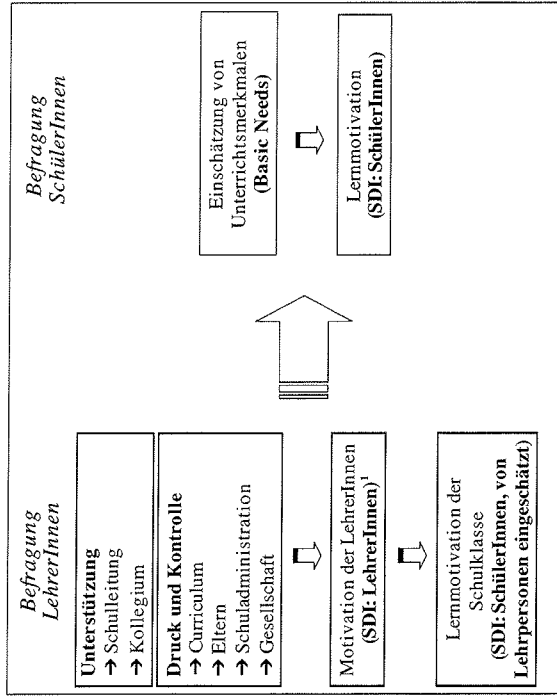 Befragung
LehrerInnen
Unterstützung
→ Schulleitung
→ Kollegium
Druck und Kontrolle
→ Curriculum
→ Eltern
→ Schuladministration
→ Gesellschaft
Motivation der LehrerInnen
(SDI: LehrerInnen)¹
Lernmotivation der
Schulklasse
(SDI: SchülerInnen, von
Lehrpersonen eingeschätzt)
Befragung
SchülerInnen
Einschätzung von
Unterrichtsmerkmalen
(Basic Needs)
Lernmotivation
(SDI: SchülerInnen)